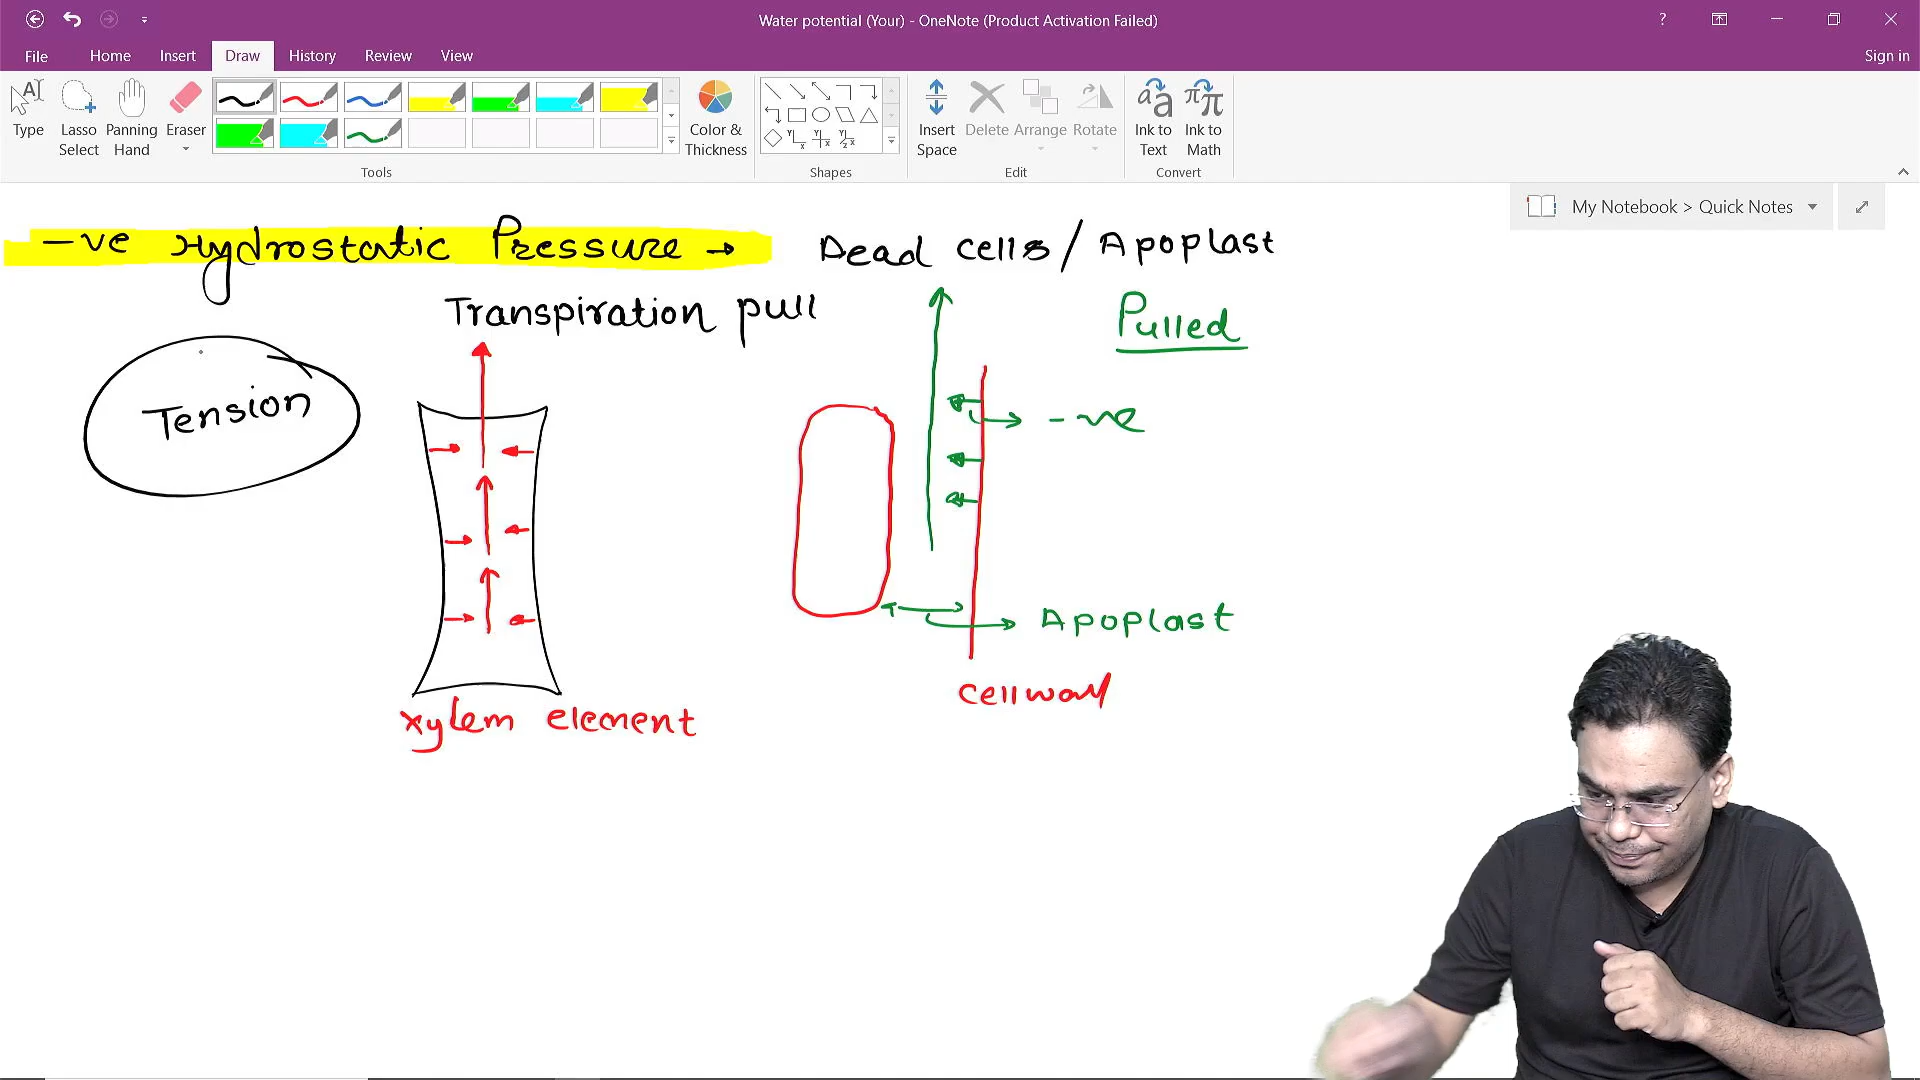 Water potential (Your) - OneNote (Product Activation Failed)
?
File Home Insert Draw History Review View
Sign in
Type
Lasso Select
Panning Hand
Eraser
Color & Thickness
Insert Space
Delete
Arrange
Rotate
Ink to Text
Ink to Math
Tools
Shapes
Edit
Convert
My Notebook > Quick Notes
-ve Hydrostatic Pressure → Dead cells / Apoplast
Transpiration pull
Pulled
Tension
-ve
Apoplast
cell wall
xylem element